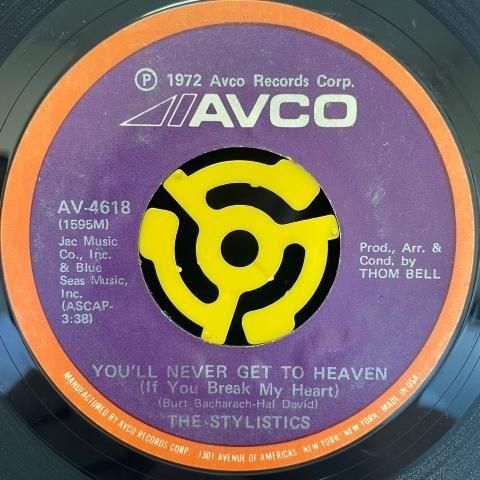 ℗ 1972 Avco Records Corp.
AVCO
AV-4618
(1595M)
Jac Music
Co., Inc.
& Blue
Seas Music,
Inc.
(ASCAP-
3:38)
Prod., Arr. &
Cond. by
THOM BELL
YOU'LL NEVER GET TO HEAVEN
(If You Break My Heart)
(Burt Bacharach-Hal David)
THE STYLISTICS
MANUFACTURED BY AVCO RECORDS CORP. 1301 AVENUE OF AMERICAS NEW YORK, NEW YORK MADE IN USA